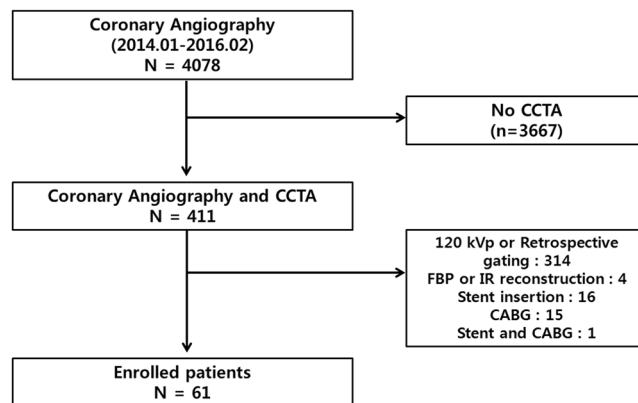 Coronary Angiography
(2014.01-2016.02)
N = 4078
No CCTA
(n=3667)
Coronary Angiography and CCTA
N = 411
120 kVp or Retrospective
gating : 314
FBP or IR reconstruction : 4
Stent insertion : 16
CABG : 15
Stent and CABG : 1
Enrolled patients
N = 61